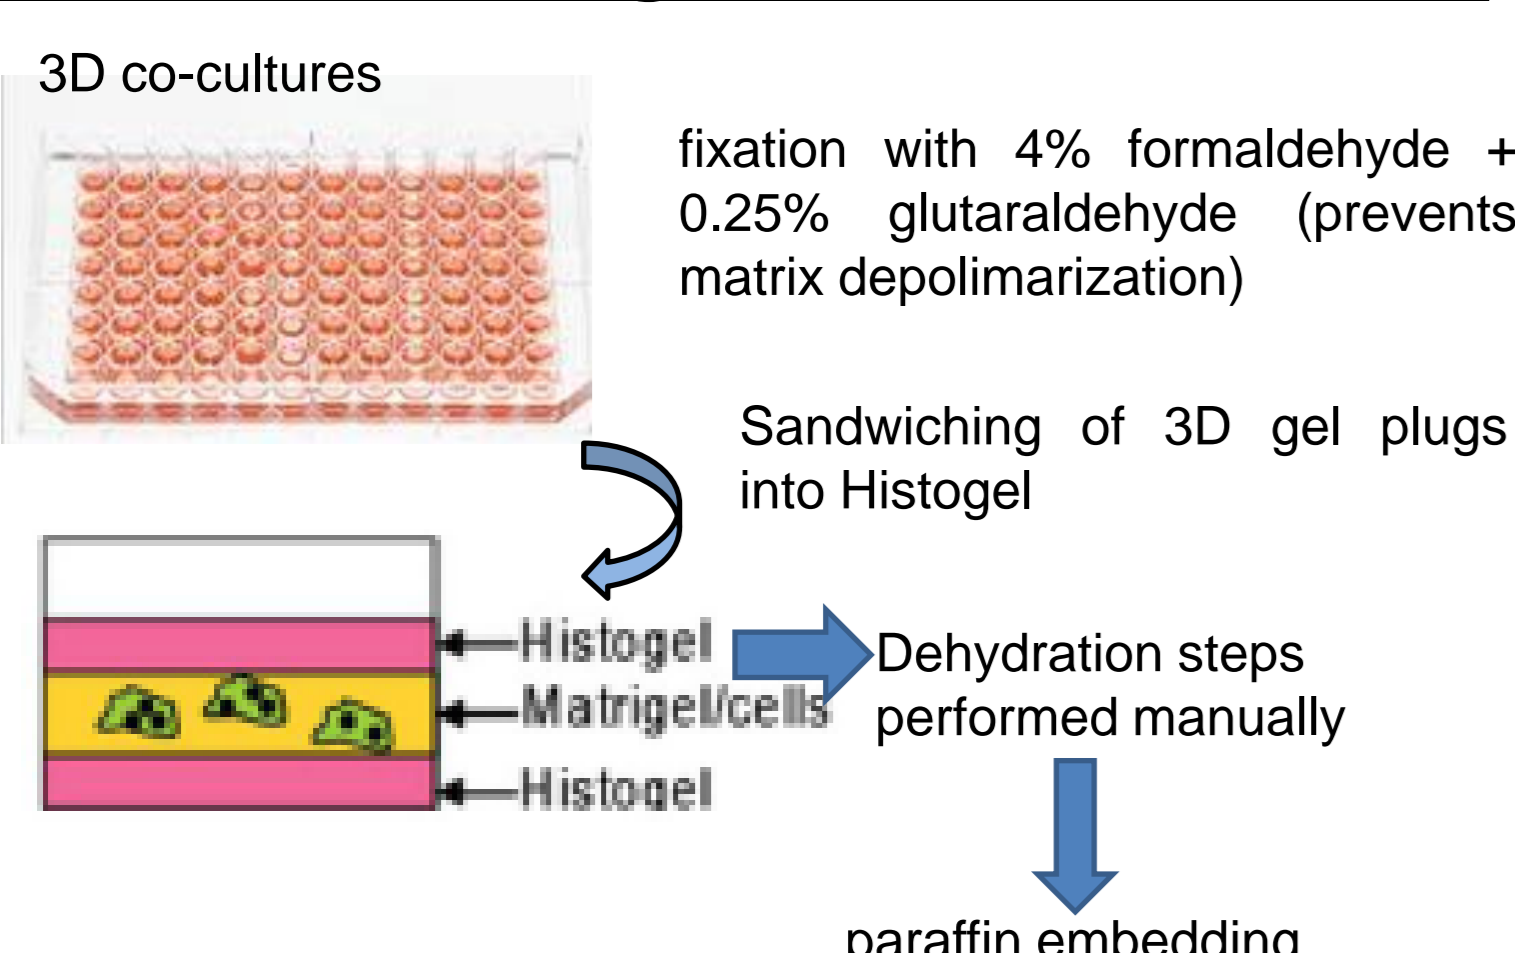 3D co-cultures
fixation with 4% formaldehyde +
0.25% glutaraldehyde (prevents
matrix depolimarization)
Sandwiching of 3D gel plugs
into Histogel
Histogel
Matrigel/cells
Histogel
Dehydration steps
performed manually
paraffin embedding